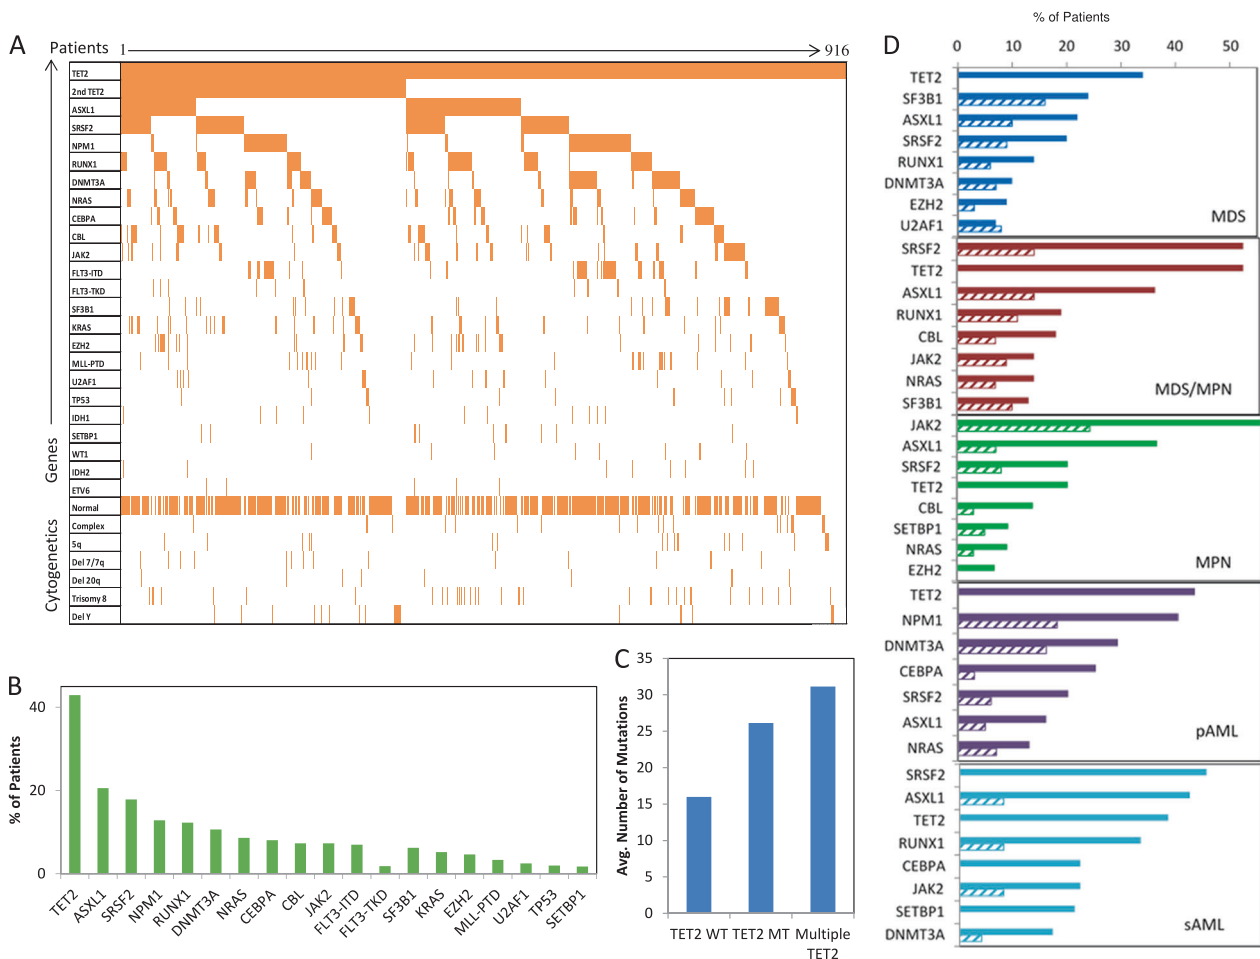 A
Patients 1 916
TET2
2nd TET2
ASXL1
SRSF2
NPM1
RUNX1
DNMT3A
NRAS
CEBPA
CBL
JAK2
FLT3-ITD
FLT3-TKD
SF3B1
KRAS
EZH2
MLL-PTD
U2AF1
TP53
IDH1
SETBP1
WT1
IDH2
ETV6
Normal
Complex
5q
Del 7/7q
Del 20q
Trisomy 8
Del Y
Genes
Cytogenetics
B
% of Patients
40
20
0
TET2
ASXL1
SRSF2
NPM1
RUNX1
DNMT3A
NRAS
CEBPA
CBL
JAK2
FLT3-ITD
FLT3-TKD
SF3B1
KRAS
EZH2
MLL-PTD
U2AF1
TP53
SETBP1
C
Avg. Number of Mutations
35
30
25
20
15
10
5
0
TET2 WT TET2 MT Multiple
TET2
D
% of Patients
0 10 20 30 40 50
TET2
SF3B1
ASXL1
SRSF2
RUNX1
DNMT3A
EZH2
U2AF1
MDS
SRSF2
TET2
ASXL1
RUNX1
CBL
JAK2
NRAS
SF3B1
MDS/MPN
JAK2
ASXL1
SRSF2
TET2
CBL
SETBP1
NRAS
EZH2
MPN
TET2
NPM1
DNMT3A
CEBPA
SRSF2
ASXL1
NRAS
pAML
SRSF2
ASXL1
TET2
RUNX1
CEBPA
JAK2
SETBP1
DNMT3A
sAML